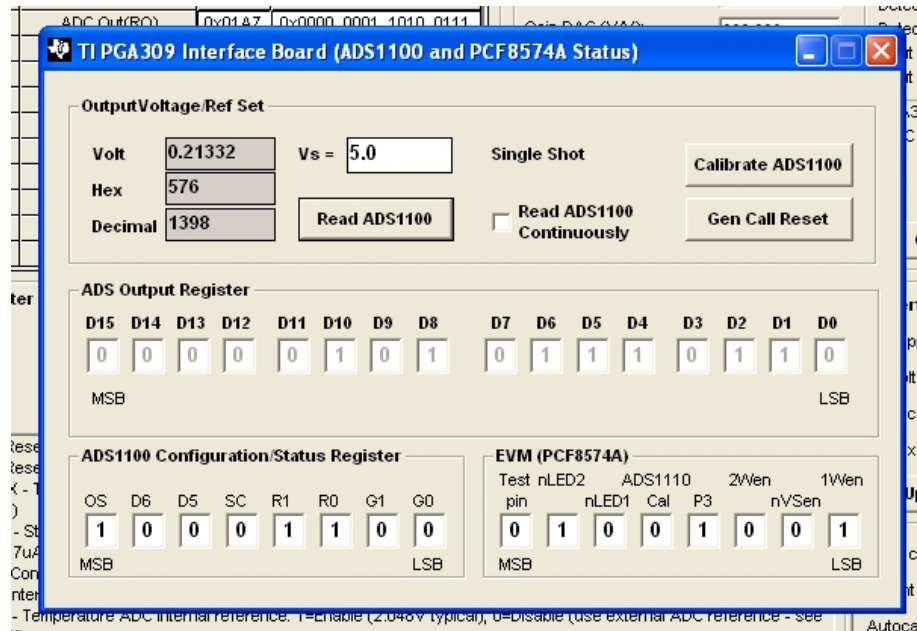 ADC Out(RO) 0x01A7 0x0000 0001 1010 0111
TI PGA309 Interface Board (ADS1100 and PCF8574A Status)
OutputVoltage/Ref Set
Volt 0.21332 Vs = 5.0 Single Shot Calibrate ADS1100
Hex 576
Decimal 1398 Read ADS1100 Read ADS1100 Continuously Gen Call Reset
ADS Output Register
D15 D14 D13 D12 D11 D10 D9 D8 D7 D6 D5 D4 D3 D2 D1 D0
0 0 0 0 0 1 0 1 0 1 1 1 0 1 1 0
MSB LSB
ADS1100 Configuration/Status Register EVM (PCF8574A)
Test nLED2 ADS1110 2Wen 1Wen
OS D6 D5 SC R1 R0 G1 G0 pin nLED1 Cal P3 nVSen
1 0 0 0 1 1 0 0 0 1 0 0 1 0 0 1
MSB LSB MSB LSB
- Temperature ADC internal reference. 1=Enable (2.048V typical), 0=Disable (use external ADC reference - see